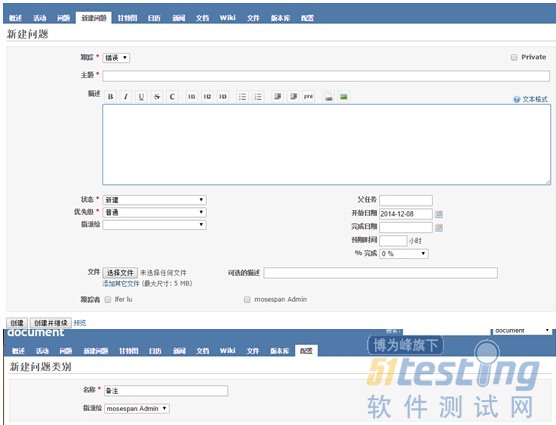 概述 活动 问题 新建问题 甘特图 日历 新闻 文档 Wiki 文件 版本库 配置
新建问题
跟踪 * 错误 Private
主题 *
描述 B I U S C H1 H2 H3 pre 文本格式
状态 * 新建 父任务
优先级 * 普通 开始日期 2014-12-08
指派给 完成日期
预期时间 小时
% 完成 0 %
文件 选择文件 未选择任何文件 可选的描述
添加其它文件 (最大尺寸: 5 MB)
跟踪者 lfer lu mosespan Admin
创建 创建并继续 预览
document 搜索: document
概述 活动 问题 新建问题 甘特图 日历 新闻 文档 Wiki 文件 版本库 配置
博为峰旗下
新建问题类别
51testing
名称 * 备注
软件测试网
指派给 mosespan Admin